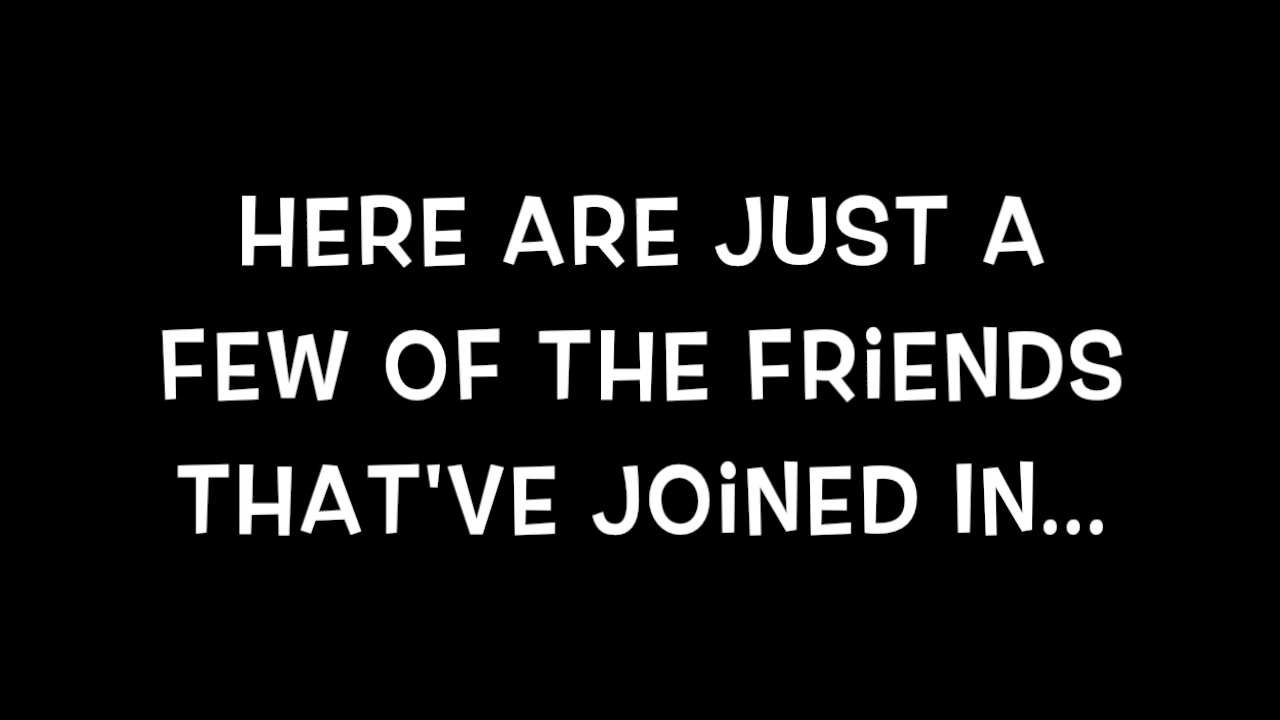 HERE ARE JUST A
FEW OF THE FRiENDS
THAT'VE JOiNED IN...